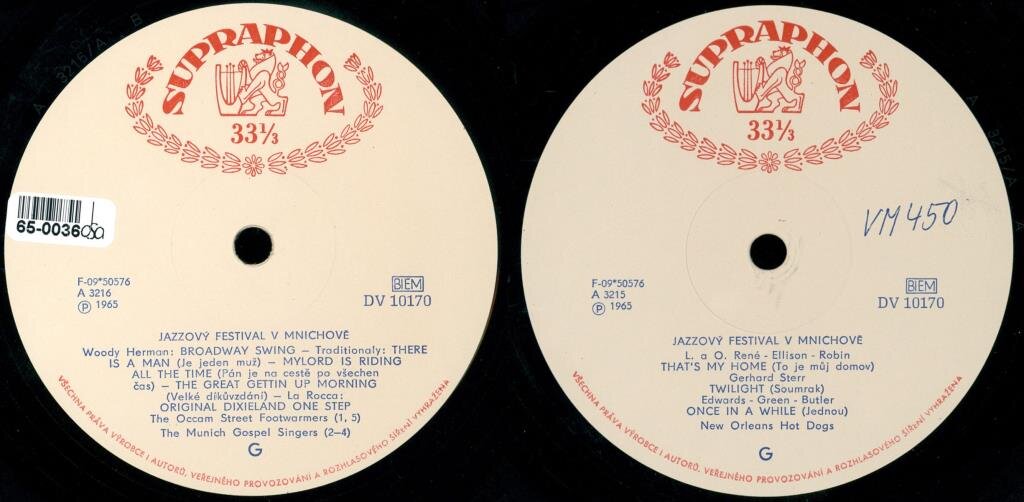 SUPRAPHON
33⅓
65-0036
F-09*50576
A 3216
Ⓟ 1965
BIEM
DV 10170
JAZZOVÝ FESTIVAL V MNICHOVĚ
Woody Herman: BROADWAY SWING – Traditionaly: THERE
IS A MAN (Je jeden muž) – MYLORD IS RIDING
ALL THE TIME (Pán je na cestě po všechen
čas) – THE GREAT GETTIN UP MORNING
(Velké díkůvzdání) – La Rocca:
ORIGINAL DIXIELAND ONE STEP
The Occam Street Footwarmers (1, 5)
The Munich Gospel Singers (2–4)
G
VŠECHNA PRÁVA VÝROBCE I AUTORŮ, VEŘEJNÉHO PROVOZOVÁNÍ A ROZHLASOVÉHO ŠÍŘENÍ VYHRAŽENA
SUPRAPHON
33⅓
VM 450
F-09*50576
A 3215
Ⓟ 1965
BIEM
DV 10170
JAZZOVÝ FESTIVAL V MNICHOVĚ
L. a O. René - Ellison - Robin
THAT'S MY HOME (To je můj domov)
Gerhard Sterr
TWILIGHT (Soumrak)
Edwards - Green - Butler
ONCE IN A WHILE (Jednou)
New Orleans Hot Dogs
G
VŠECHNA PRÁVA VÝROBCE I AUTORŮ, VEŘEJNÉHO PROVOZOVÁNÍ A ROZHLASOVÉHO ŠÍŘENÍ VYHRAŽENA